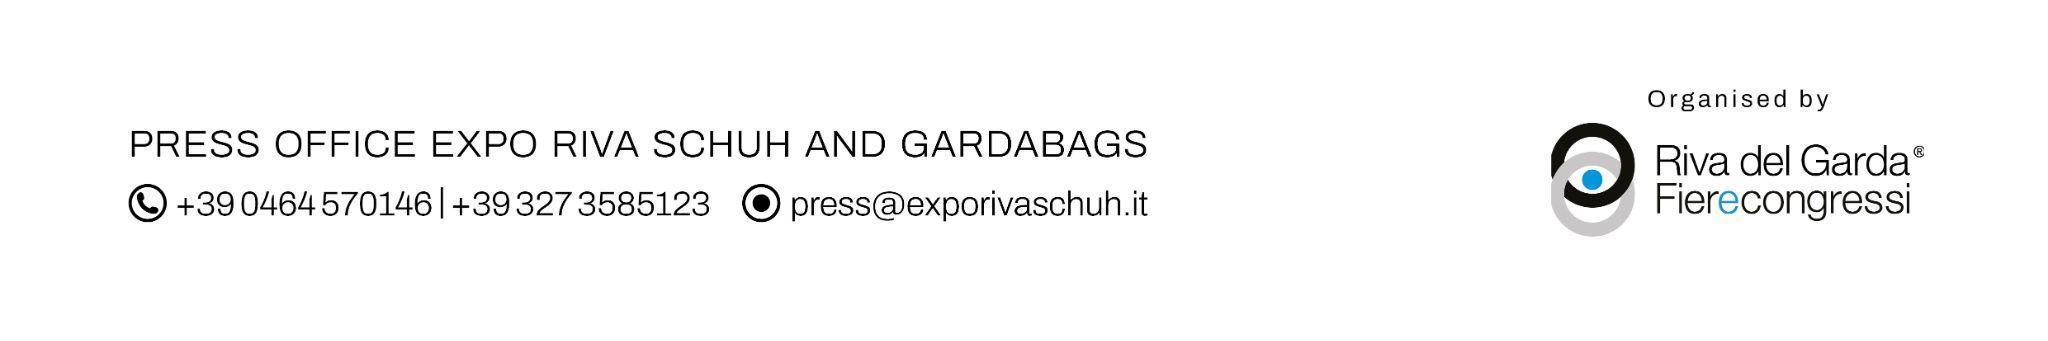 PRESS OFFICE EXPO RIVA SCHUH AND GARDABAGS
+39 0464 570146 | +39 327 3585123 press@exporivaschuh.it
Organised by
Riva del Garda®
Fierecongressi